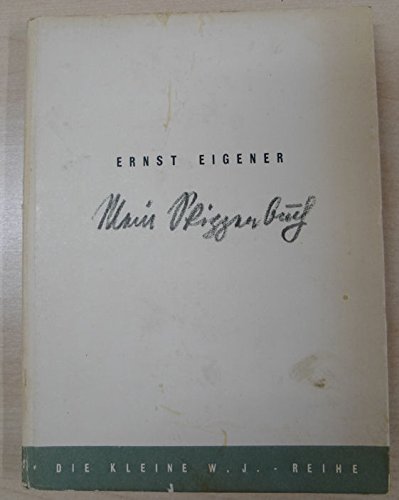 ERNST EIGENER
Mein Skizzenbuch
DIE KLEINE W. J. - REIHE